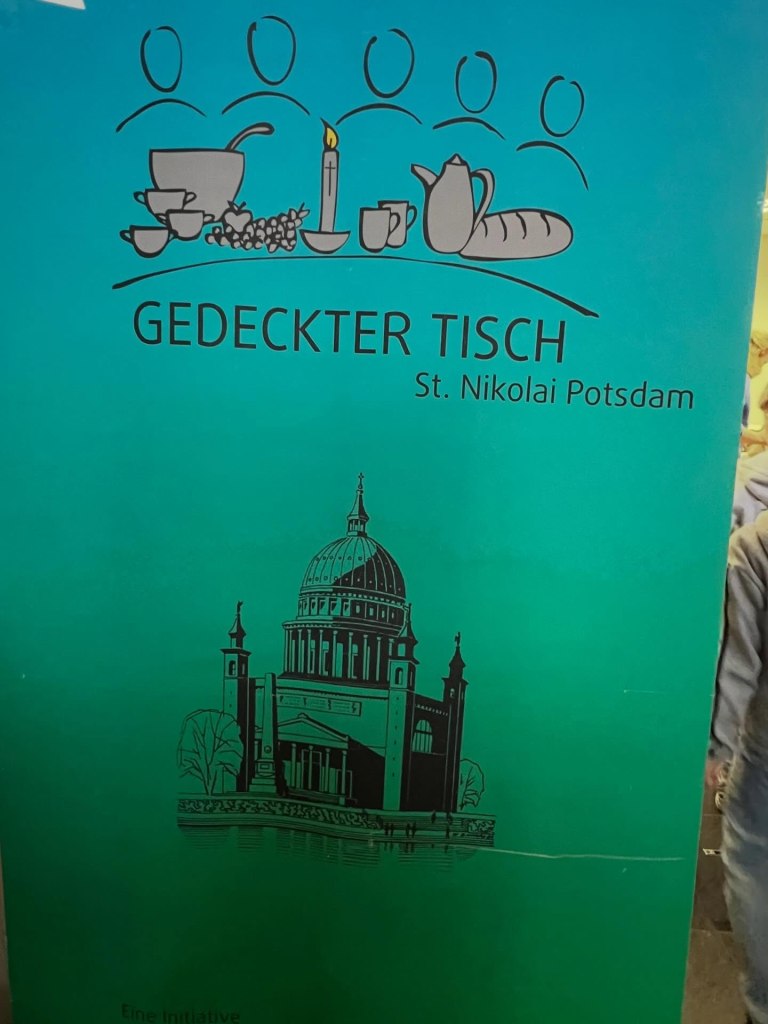 GEDECKTER TISCH
St. Nikolai Potsdam
Eine Initiative